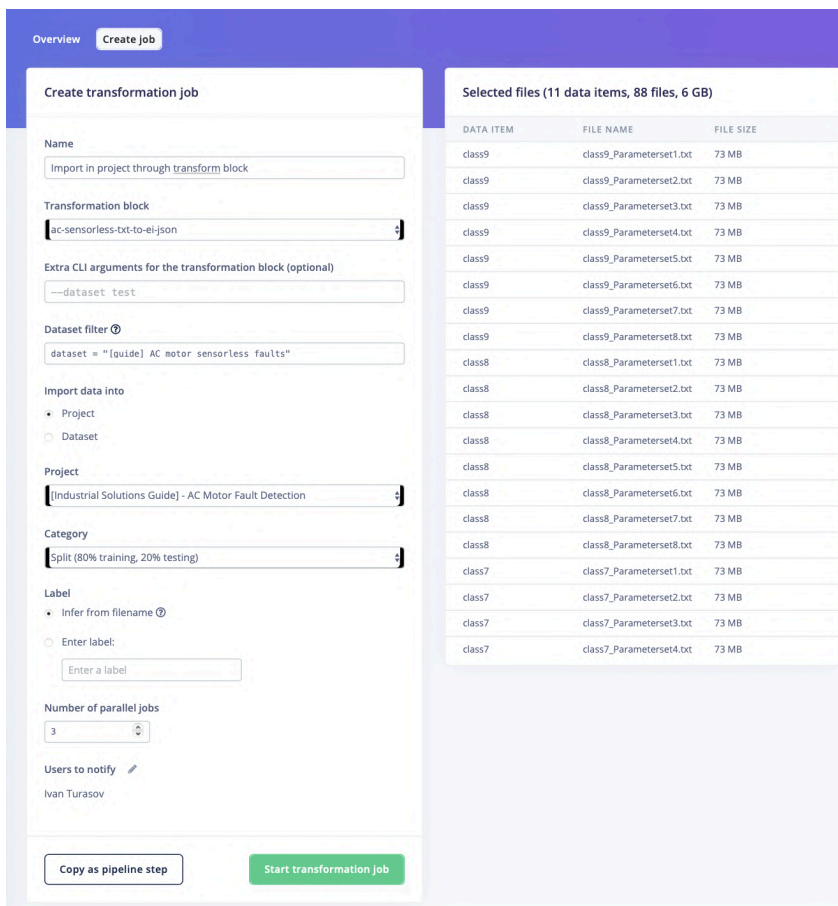 Overview
Create job
Create transformation job
Name
Import in project through transform block
Transformation block
ac-sensorless-txt-to-ei-json
Extra CLI arguments for the transformation block (optional)
--dataset test
Dataset filter
dataset = "[guide] AC motor sensorless faults"
Import data into
Project
Dataset
Project
[Industrial Solutions Guide] - AC Motor Fault Detection
Category
Split (80% training, 20% testing)
Label
Infer from filename
Enter label:
Enter a label
Number of parallel jobs
3
Users to notify
Ivan Turasov
Copy as pipeline step
Start transformation job
Selected files (11 data items, 88 files, 6 GB)
DATA ITEM FILE NAME FILE SIZE
class9 class9_Parameterset1.txt 73 MB
class9 class9_Parameterset2.txt 73 MB
class9 class9_Parameterset3.txt 73 MB
class9 class9_Parameterset4.txt 73 MB
class9 class9_Parameterset5.txt 73 MB
class9 class9_Parameterset6.txt 73 MB
class9 class9_Parameterset7.txt 73 MB
class9 class9_Parameterset8.txt 73 MB
class8 class8_Parameterset1.txt 73 MB
class8 class8_Parameterset2.txt 73 MB
class8 class8_Parameterset3.txt 73 MB
class8 class8_Parameterset4.txt 73 MB
class8 class8_Parameterset5.txt 73 MB
class8 class8_Parameterset6.txt 73 MB
class8 class8_Parameterset7.txt 73 MB
class8 class8_Parameterset8.txt 73 MB
class7 class7_Parameterset1.txt 73 MB
class7 class7_Parameterset2.txt 73 MB
class7 class7_Parameterset3.txt 73 MB
class7 class7_Parameterset4.txt 73 MB